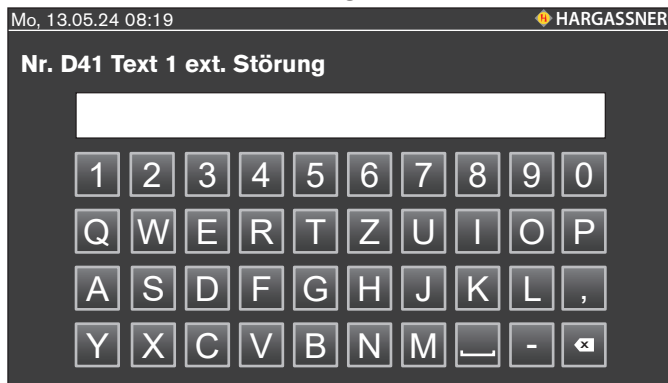 Mo, 13.05.24 08:19 HARGASSNER
Nr. D41 Text 1 ext. Störung
1 2 3 4 5 6 7 8 9 0
Q W E R T Z U I O P
A S D F G H J K L ,
Y X C V B N M -